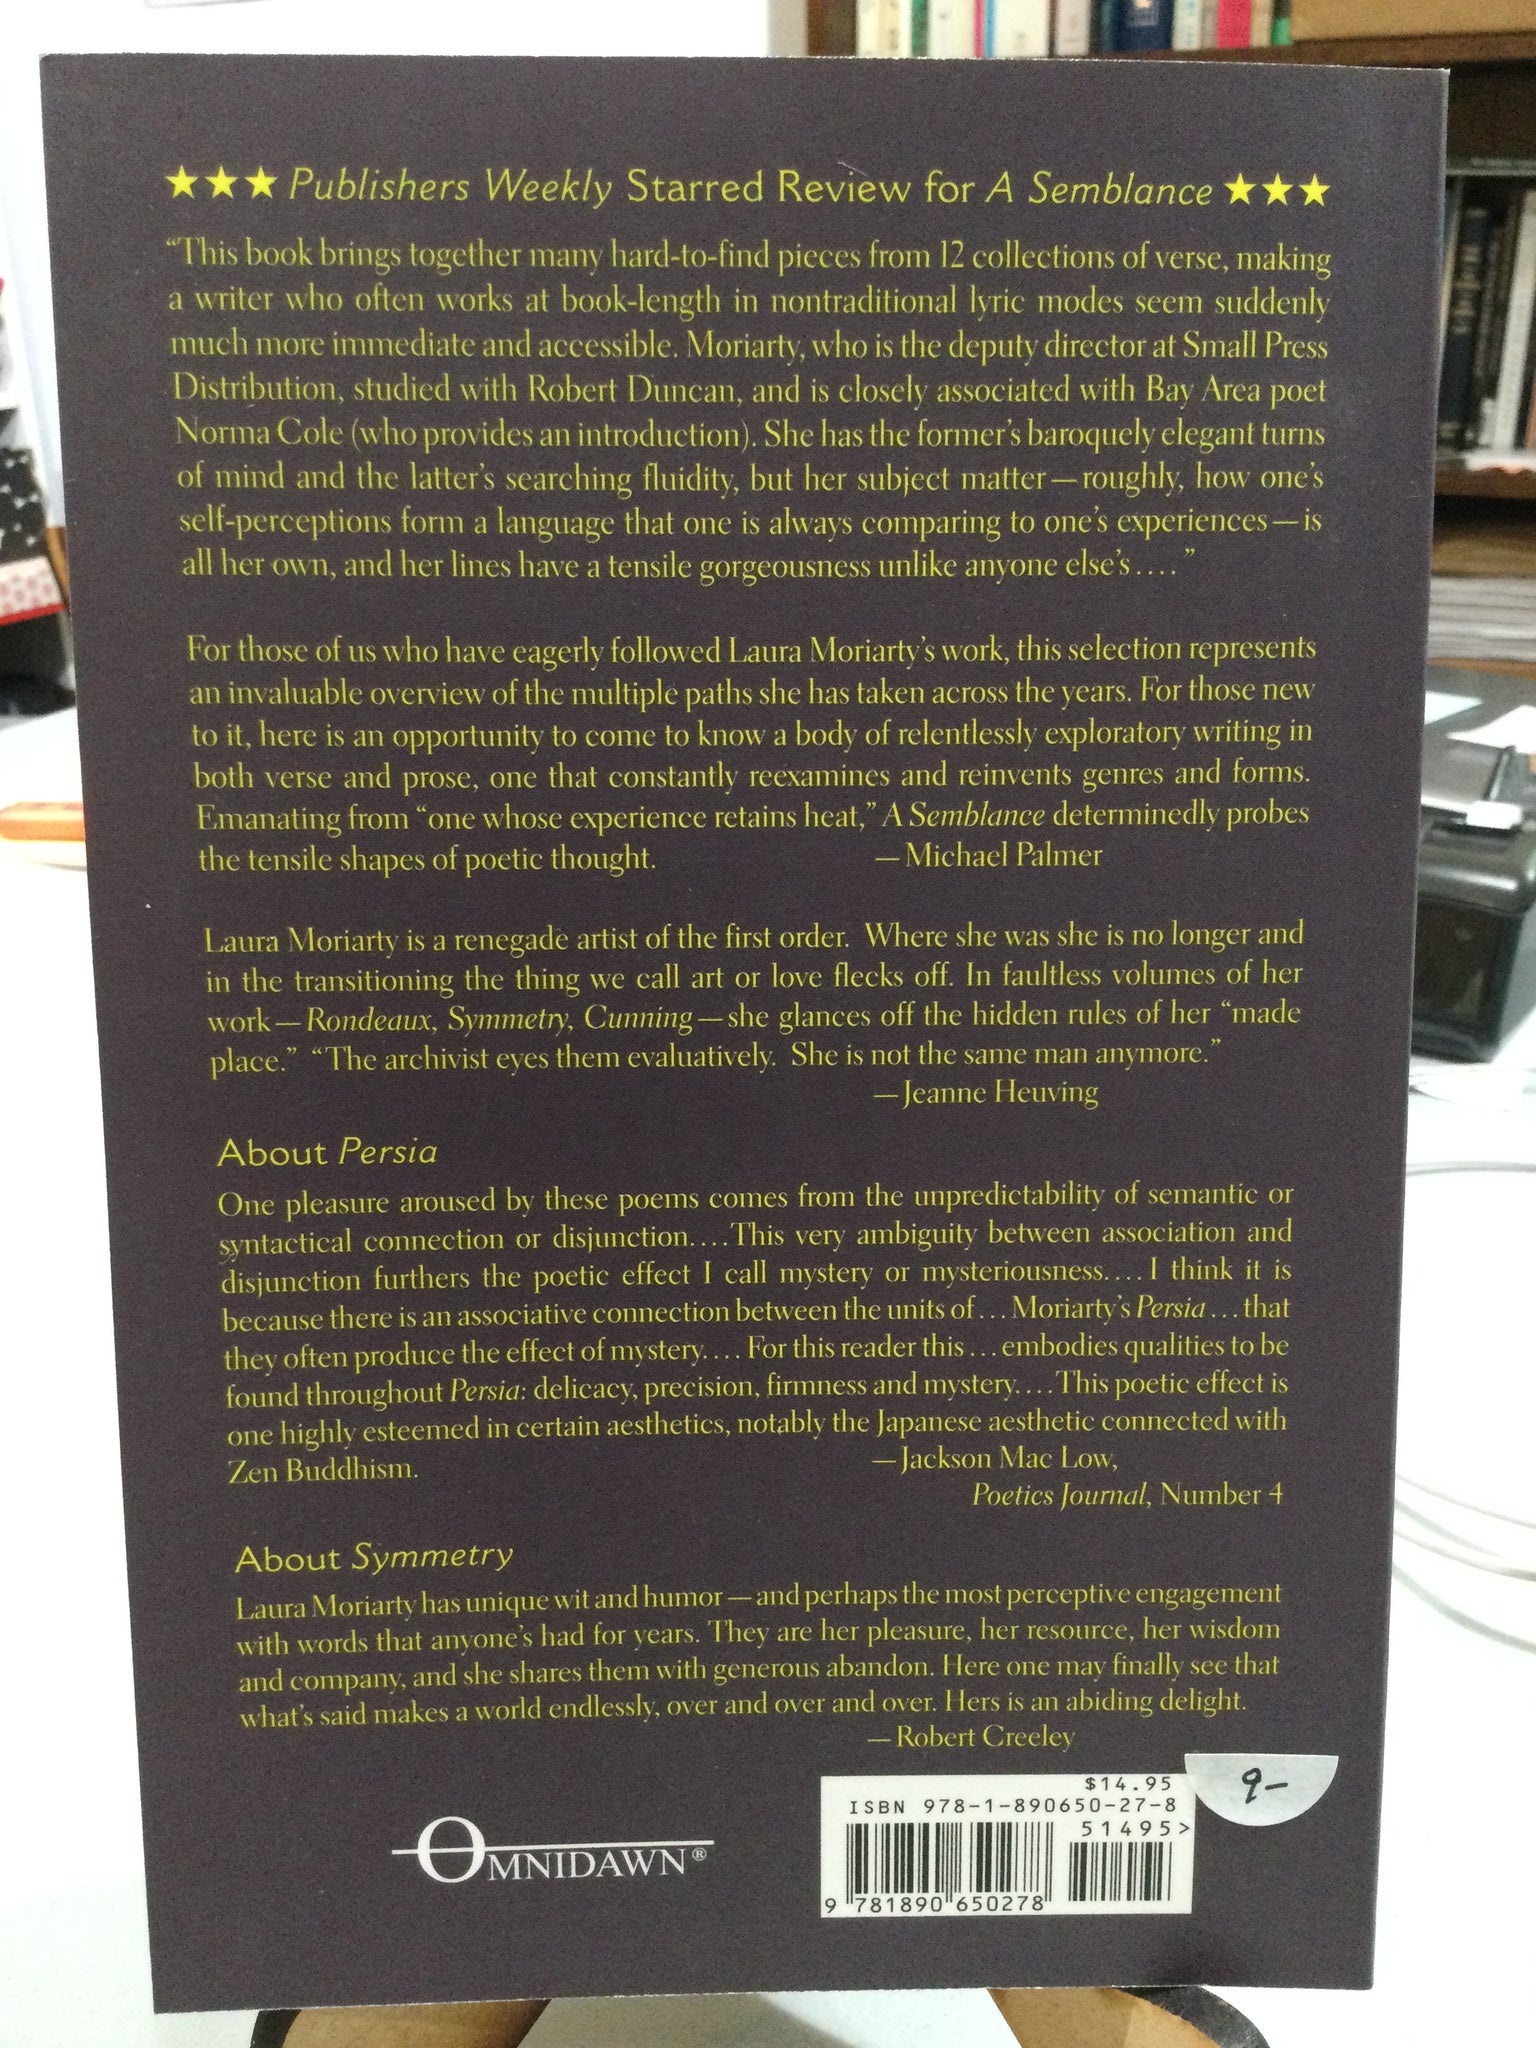 ★★★ Publishers Weekly Starred Review for A Semblance ★★★
“This book brings together many hard-to-find pieces from 12 collections of verse, making
a writer who often works at book-length in nontraditional lyric modes seem suddenly
much more immediate and accessible. Moriarty, who is the deputy director at Small Press
Distribution, studied with Robert Duncan, and is closely associated with Bay Area poet
Norma Cole (who provides an introduction). She has the former’s baroquely elegant turns
of mind and the latter’s searching fluidity, but her subject matter—roughly, how one’s
self-perceptions form a language that one is always comparing to one’s experiences—is
all her own, and her lines have a tensile gorgeousness unlike anyone else’s....”
For those of us who have eagerly followed Laura Moriarty’s work, this selection represents
an invaluable overview of the multiple paths she has taken across the years. For those new
to it, here is an opportunity to come to know a body of relentlessly exploratory writing in
both verse and prose, one that constantly reexamines and reinvents genres and forms.
Emanating from “one whose experience retains heat,” A Semblance determinedly probes
the tensile shapes of poetic thought. —Michael Palmer
Laura Moriarty is a renegade artist of the first order. Where she was she is no longer and
in the transitioning the thing we call art or love flecks off. In faultless volumes of her
work—Rondeaux, Symmetry, Cunning—she glances off the hidden rules of her “made
place.” “The archivist eyes them evaluatively. She is not the same man anymore.”
—Jeanne Heuving
About Persia
One pleasure aroused by these poems comes from the unpredictability of semantic or
syntactical connection or disjunction....This very ambiguity between association and
disjunction furthers the poetic effect I call mystery or mysteriousness.... I think it is
because there is an associative connection between the units of... Moriarty’s Persia...that
they often produce the effect of mystery.... For this reader this...embodies qualities to be
found throughout Persia: delicacy, precision, firmness and mystery....This poetic effect is
one highly esteemed in certain aesthetics, notably the Japanese aesthetic connected with
Zen Buddhism. —Jackson Mac Low,
Poetics Journal, Number 4
About Symmetry
Laura Moriarty has unique wit and humor—and perhaps the most perceptive engagement
with words that anyone’s had for years. They are her pleasure, her resource, her wisdom
and company, and she shares them with generous abandon. Here one may finally see that
what’s said makes a world endlessly, over and over and over. Hers is an abiding delight.
—Robert Creeley
$14.95
9–
ISBN 978-1-890650-27-8
51495>
OMNIDAWN®
9 781890 650278